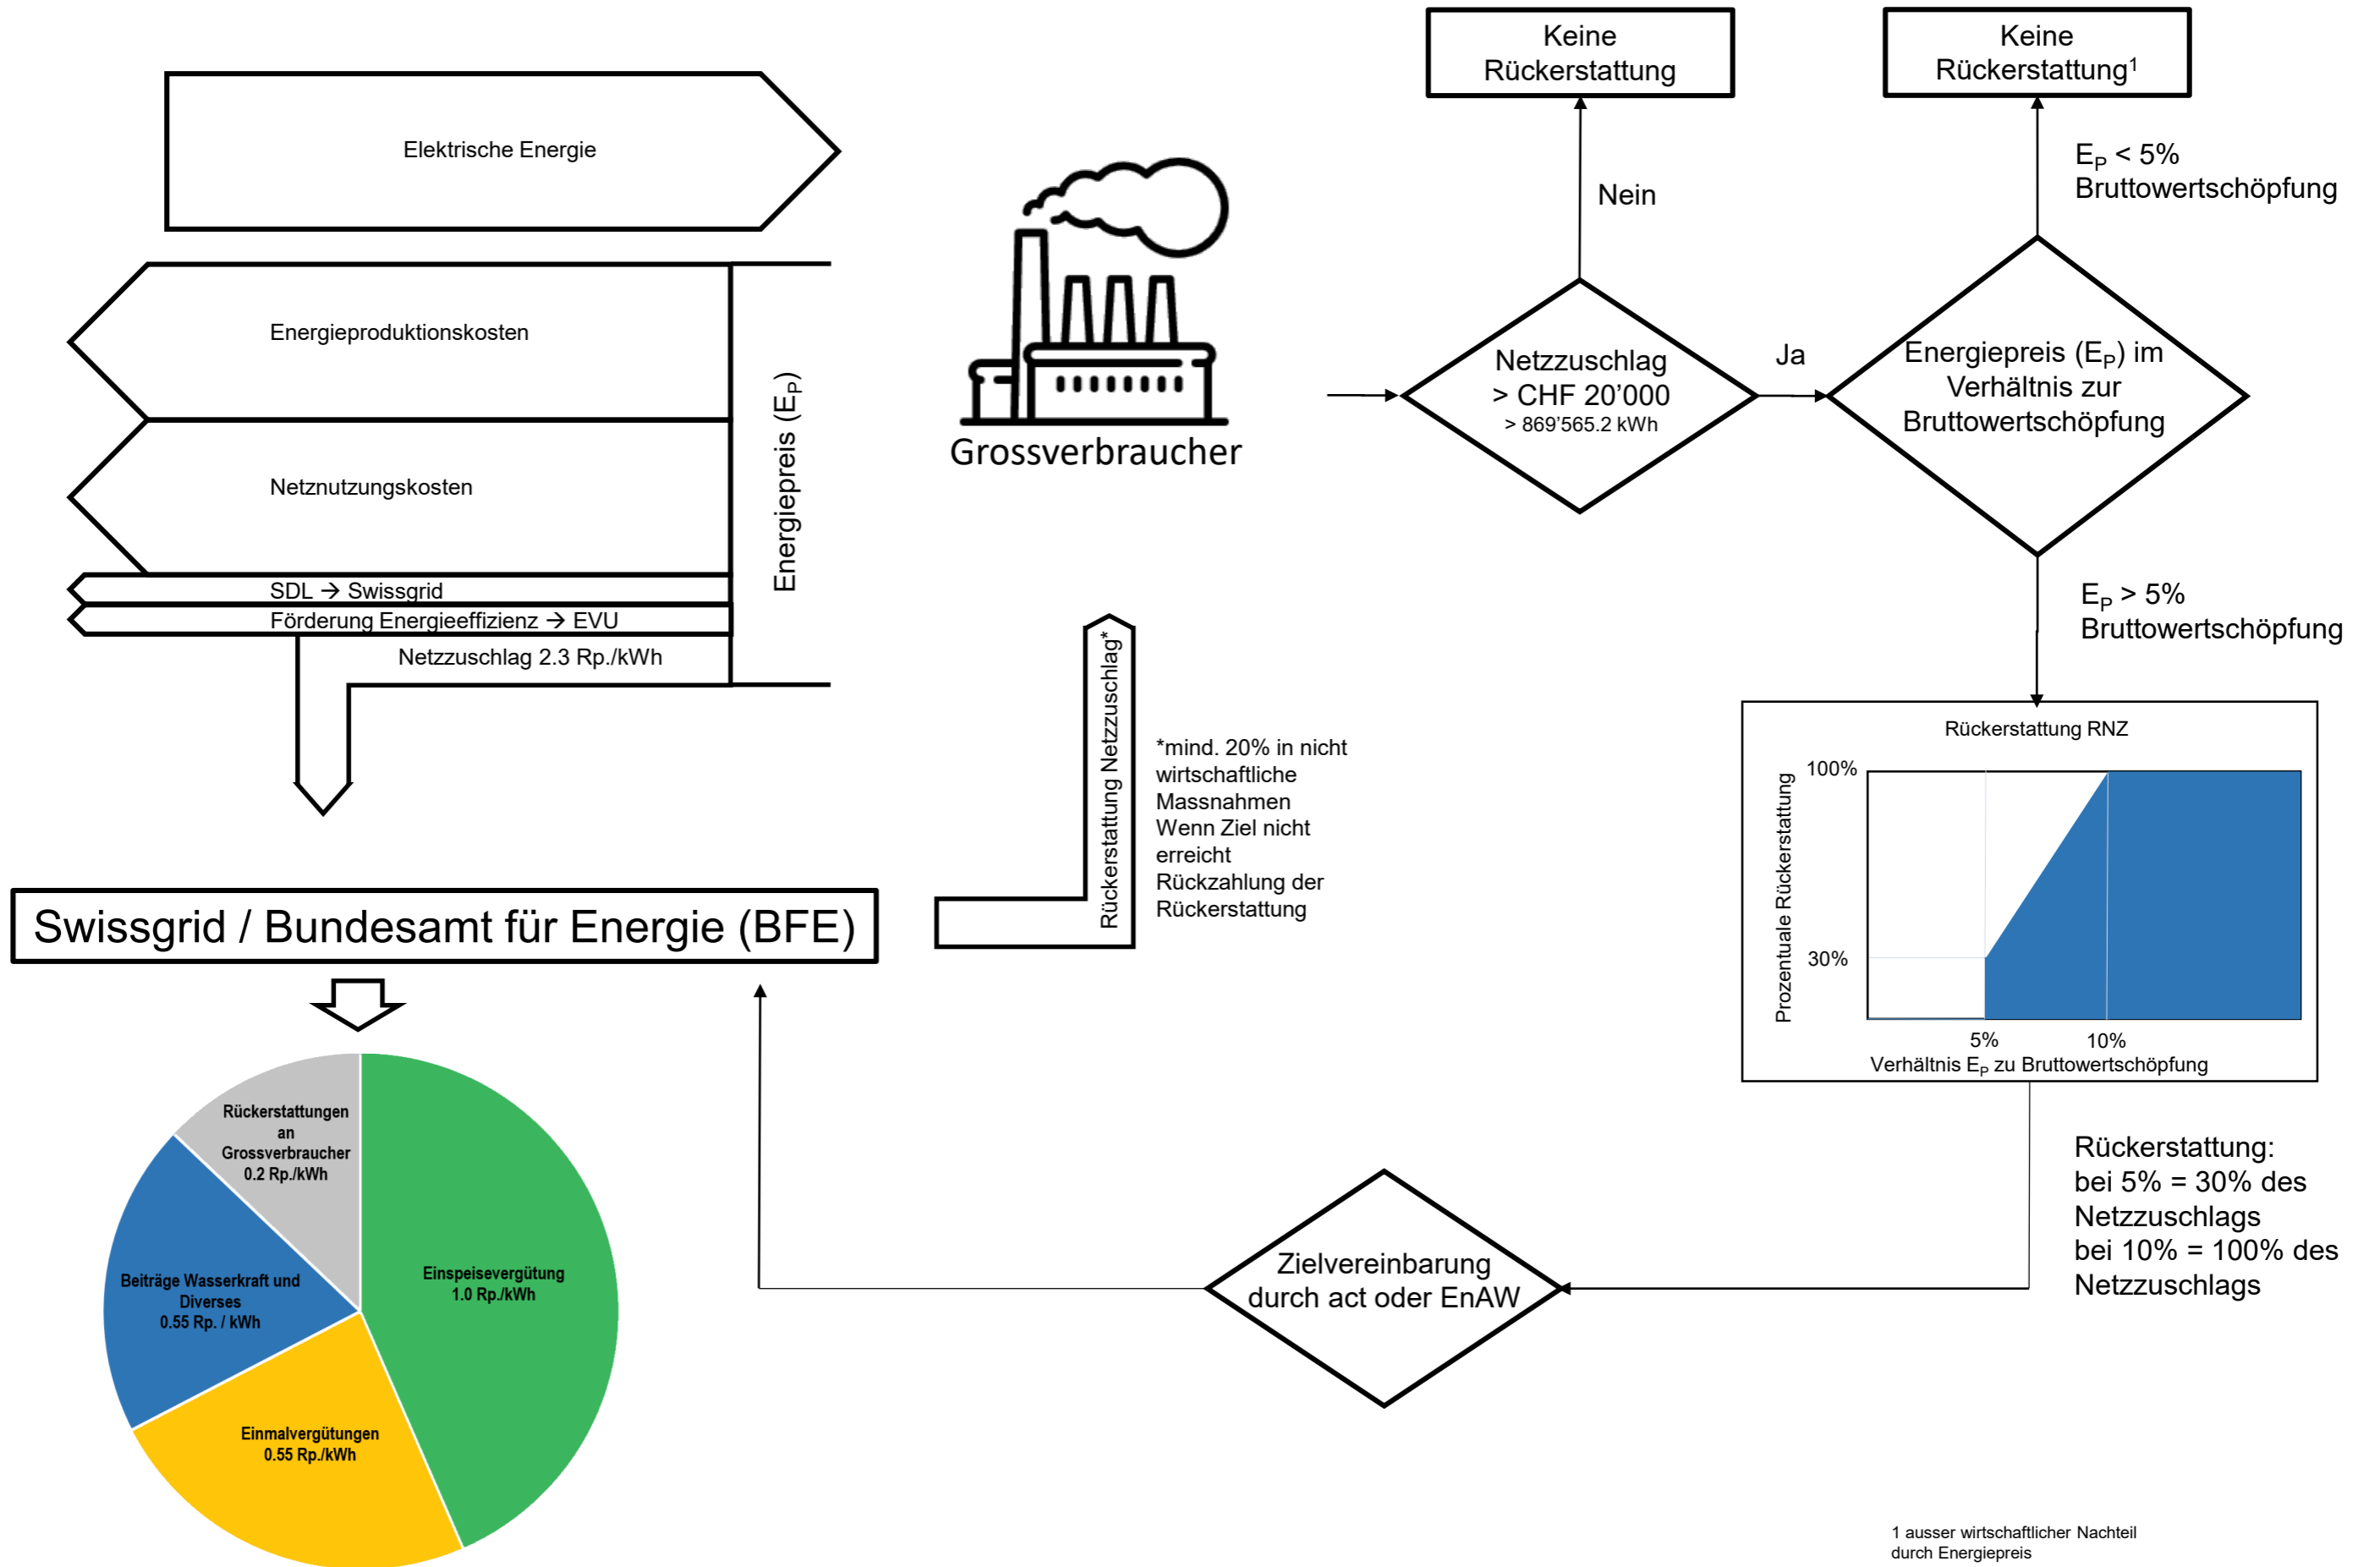 Elektrische Energie
Energieproduktionskosten
Netznutzungskosten
SDL → Swissgrid
Förderung Energieeffizienz → EVU
Netzzuschlag 2.3 Rp./kWh
Energiepreis (EP)
Grossverbraucher
Keine
Rückerstattung
Nein
Netzzuschlag
> CHF 20’000
> 869’565.2 kWh
Ja
Keine
Rückerstattung1
EP < 5%
Bruttowertschöpfung
Energiepreis (EP) im
Verhältnis zur
Bruttowertschöpfung
EP > 5%
Bruttowertschöpfung
Rückerstattung RNZ
Prozentuale Rückerstattung
100%
30%
5%
10%
Verhältnis EP zu Bruttowertschöpfung
Rückerstattung:
bei 5% = 30% des
Netzzuschlags
bei 10% = 100% des
Netzzuschlags
Zielvereinbarung
durch act oder EnAW
Rückerstattung Netzzuschlag*
*mind. 20% in nicht
wirtschaftliche
Massnahmen
Wenn Ziel nicht
erreicht
Rückzahlung der
Rückerstattung
Swissgrid / Bundesamt für Energie (BFE)
Rückerstattungen
an
Grossverbraucher
0.2 Rp./kWh
Einspeisevergütung
1.0 Rp./kWh
Beiträge Wasserkraft und
Diverses
0.55 Rp. / kWh
Einmalvergütungen
0.55 Rp./kWh
1 ausser wirtschaftlicher Nachteil
durch Energiepreis